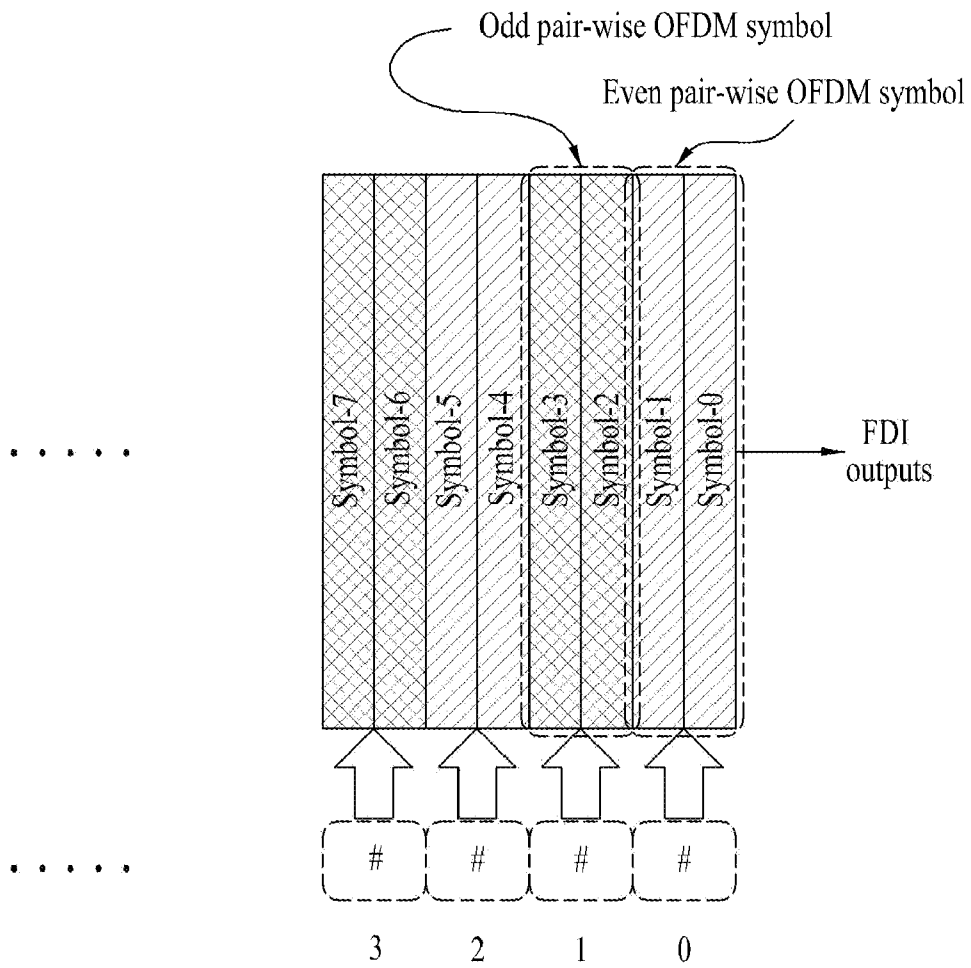 Odd pair-wise OFDM symbol
Even pair-wise OFDM symbol
Symbol-7
Symbol-6
Symbol-5
Symbol-4
Symbol-3
Symbol-2
Symbol-1
Symbol-0
FDI
outputs
# # # #
3 2 1 0